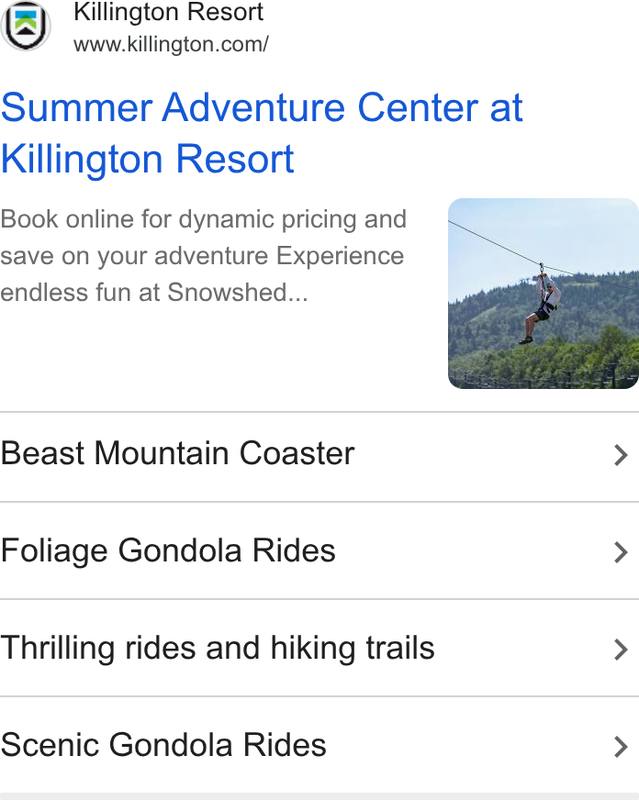 Killington Resort
www.killington.com/
Summer Adventure Center at
Killington Resort
Book online for dynamic pricing and
save on your adventure Experience
endless fun at Snowshed...
Beast Mountain Coaster
Foliage Gondola Rides
Thrilling rides and hiking trails
Scenic Gondola Rides